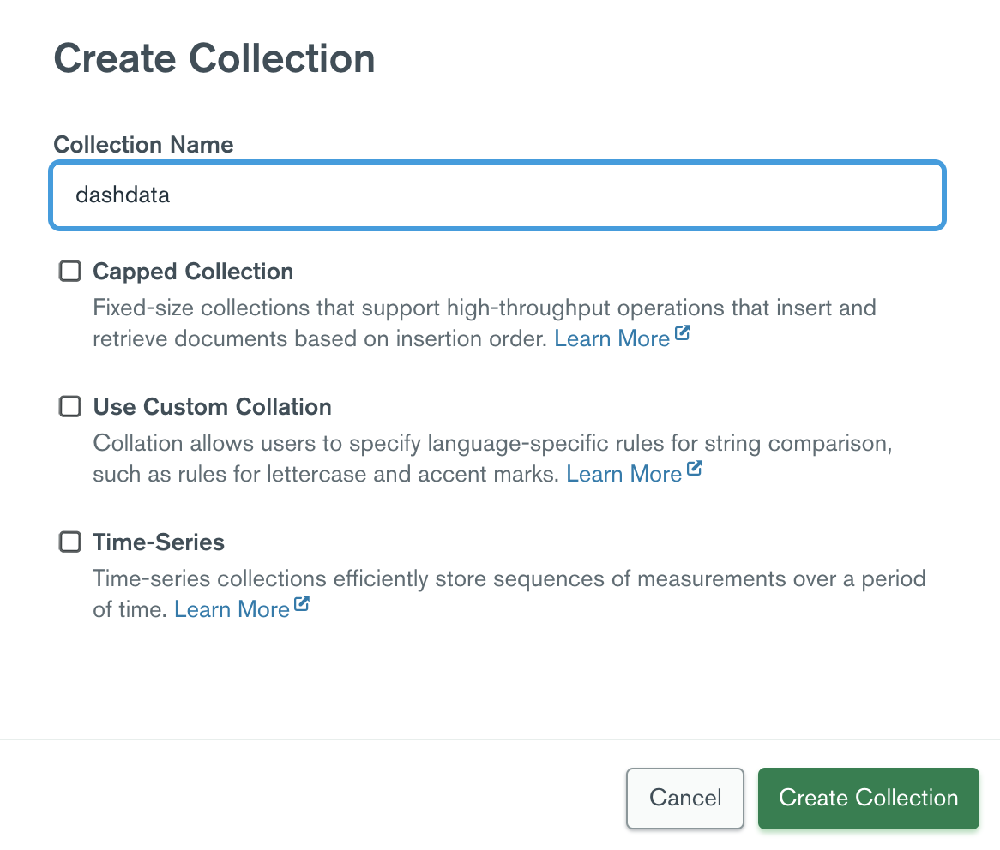 Create Collection
Collection Name
dashdata
Capped Collection
Fixed-size collections that support high-throughput operations that insert and
retrieve documents based on insertion order. Learn More
Use Custom Collation
Collation allows users to specify language-specific rules for string comparison,
such as rules for lettercase and accent marks. Learn More
Time-Series
Time-series collections efficiently store sequences of measurements over a period
of time. Learn More
Cancel
Create Collection